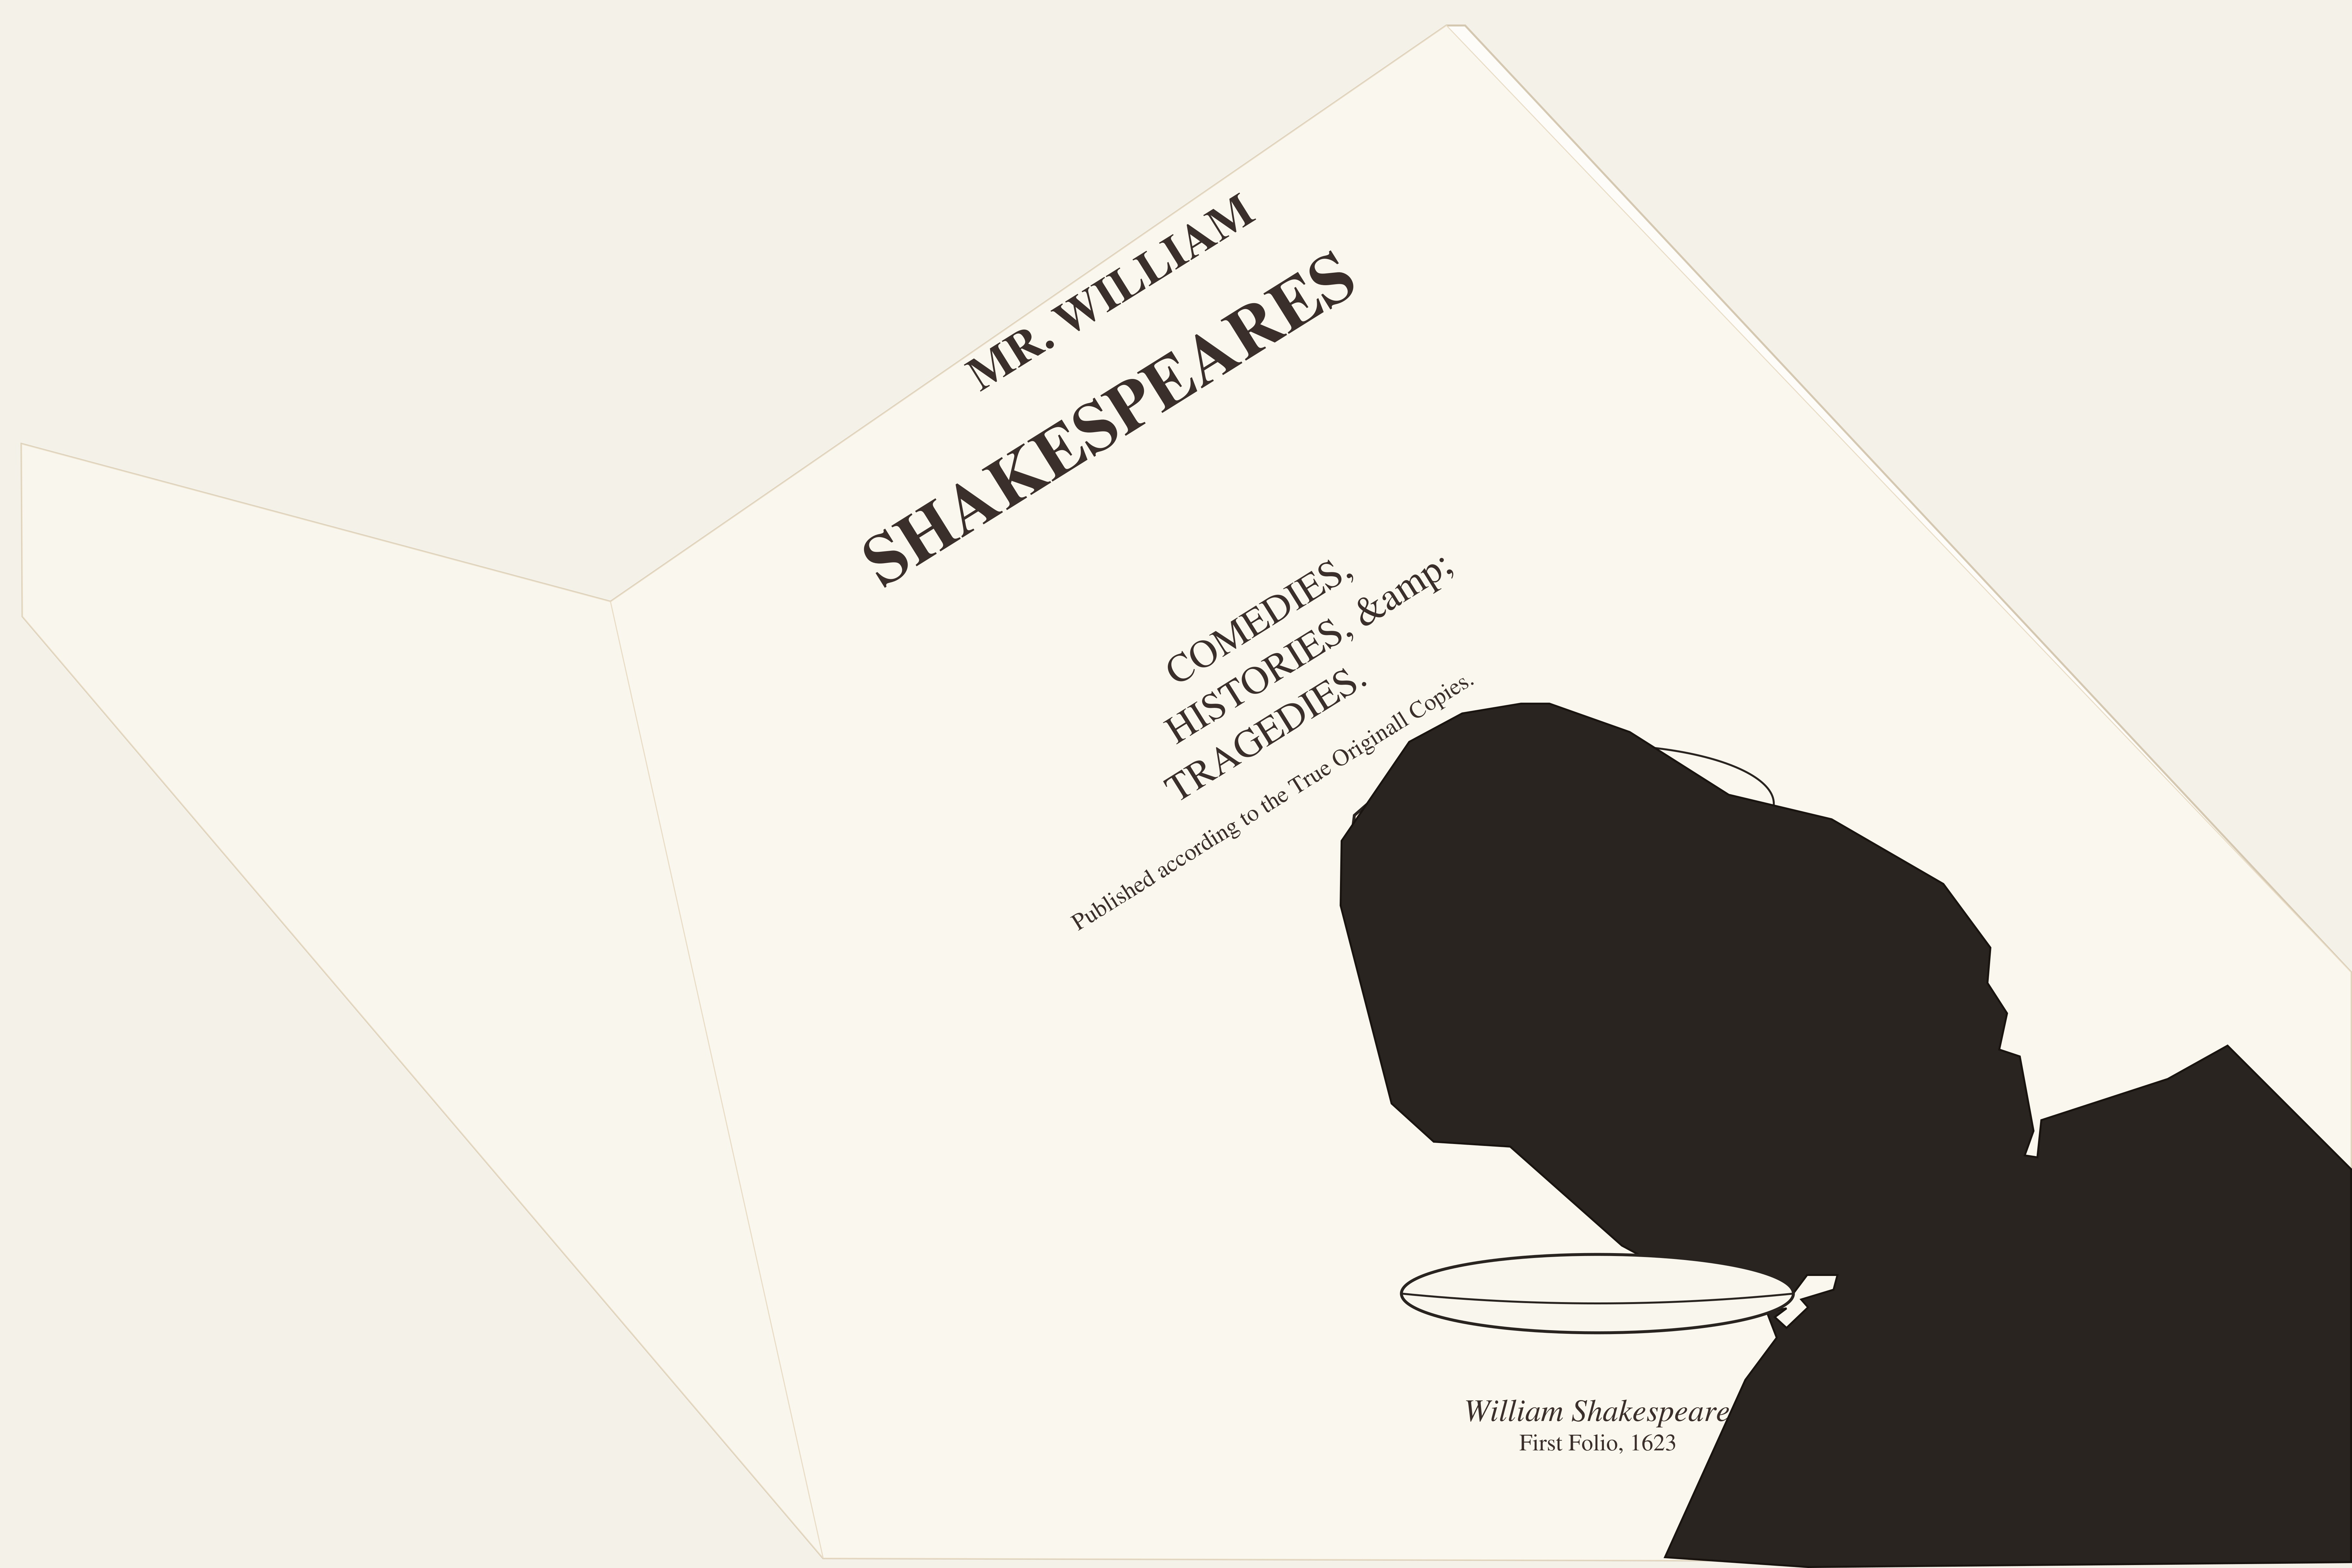 MR. WILLIAM
SHAKESPEARES
COMEDIES,
HISTORIES, &amp;
TRAGEDIES.
Published according to the True Originall Copies.
William Shakespeare
First Folio, 1623